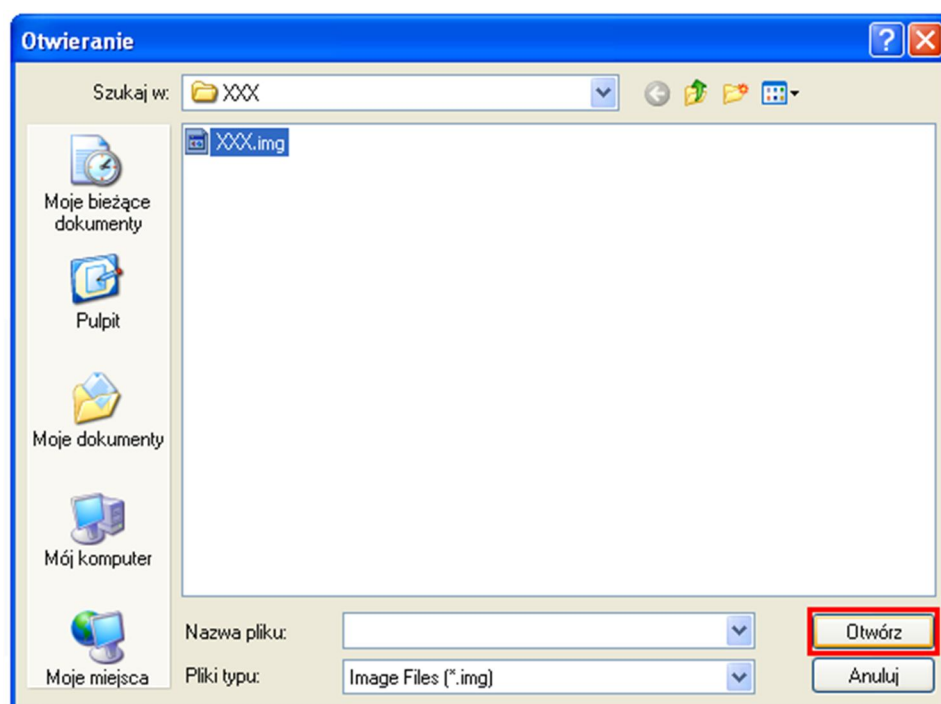 Otwieranie
Szukaj w: XXX
XXX.img
Moje bieżące
dokumenty
Pulpit
Moje dokumenty
Mój komputer
Moje miejsca
Nazwa pliku:
Otwórz
Pliki typu: Image Files (*.img)
Anuluj